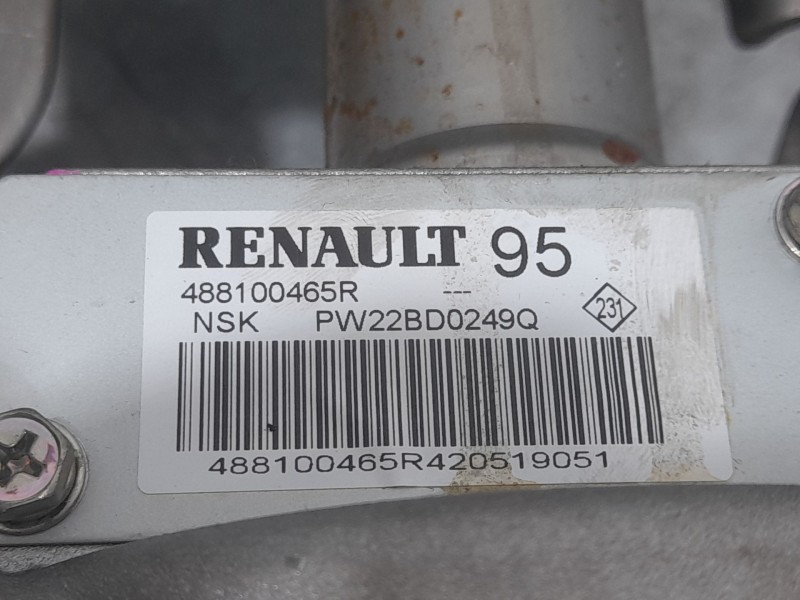 RENAULT 95
488100465R ---
NSK PW22BD0249Q 231
488100465R420519051